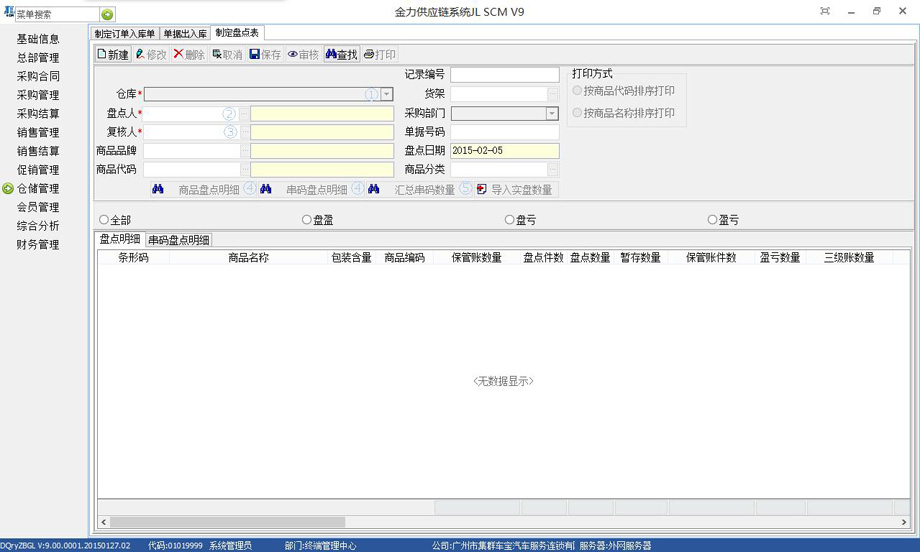 菜单搜索
金力供应链系统JL SCM V9
基础信息
总部管理
采购合同
采购管理
采购结算
销售管理
销售结算
促销管理
仓储管理
会员管理
综合分析
财务管理
制定订单入库单 单据出入库 制定盘点表
新建 修改 删除 取消 保存 审核 查找 打印
记录编号
打印方式
仓库* ① 货架
按商品代码排序打印
盘点人* ② 采购部门
按商品名称排序打印
复核人* ③ 单据号码
商品品牌 盘点日期 2015-02-05
商品代码 商品分类
商品盘点明细 ④ 串码盘点明细 ④ 汇总串码数量 ⑤ 导入实盘数量
全部 盘盈 盘亏 盈亏
盘点明细 串码盘点明细
条形码 商品名称 包装含量 商品编码 保管账数量 盘点件数 盘点数量 暂存数量 保管账件数 盈亏数量 三级账数量
<无数据显示>
DQryZBGL V:9.00.0001.20150127.02 代码:01019999 系统管理员 部门:终端管理中心 公司:广州市集群车宝汽车服务连锁有 服务器:外网服务器